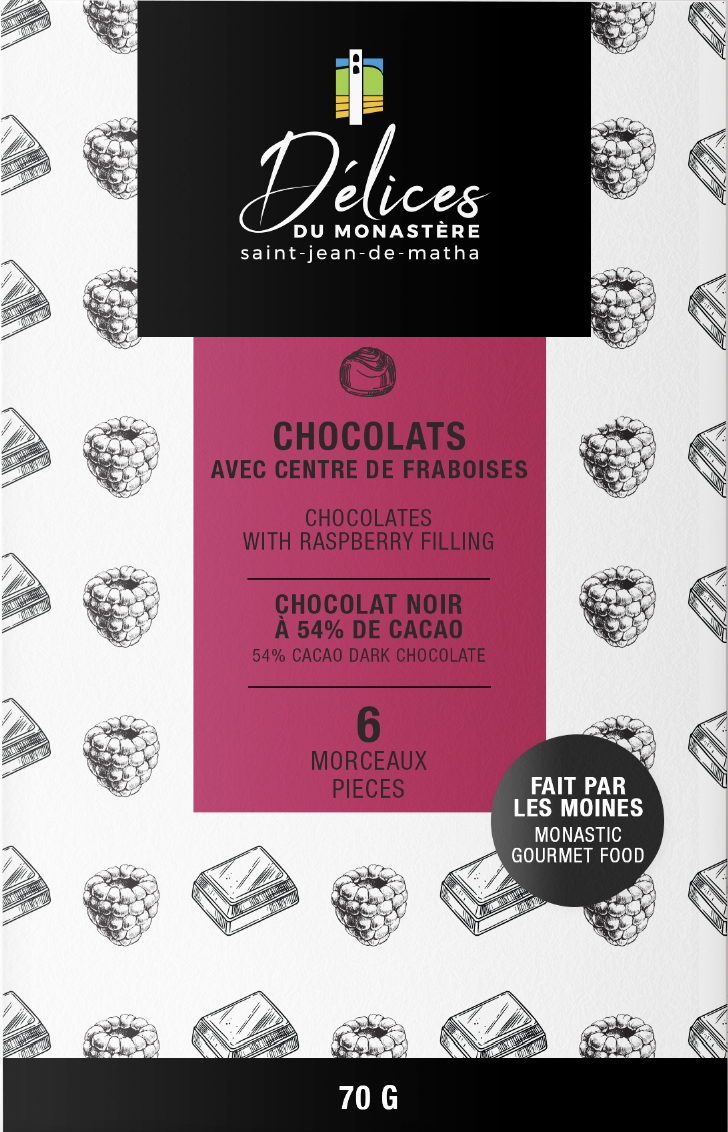 Délices
DU MONASTÈRE
saint-jean-de-matha
CHOCOLATS
AVEC CENTRE DE FRABOISES
CHOCOLATES
WITH RASPBERRY FILLING
CHOCOLAT NOIR
À 54% DE CACAO
54% CACAO DARK CHOCOLATE
6
MORCEAUX
PIECES
FAIT PAR
LES MOINES
MONASTIC
GOURMET FOOD
70 G